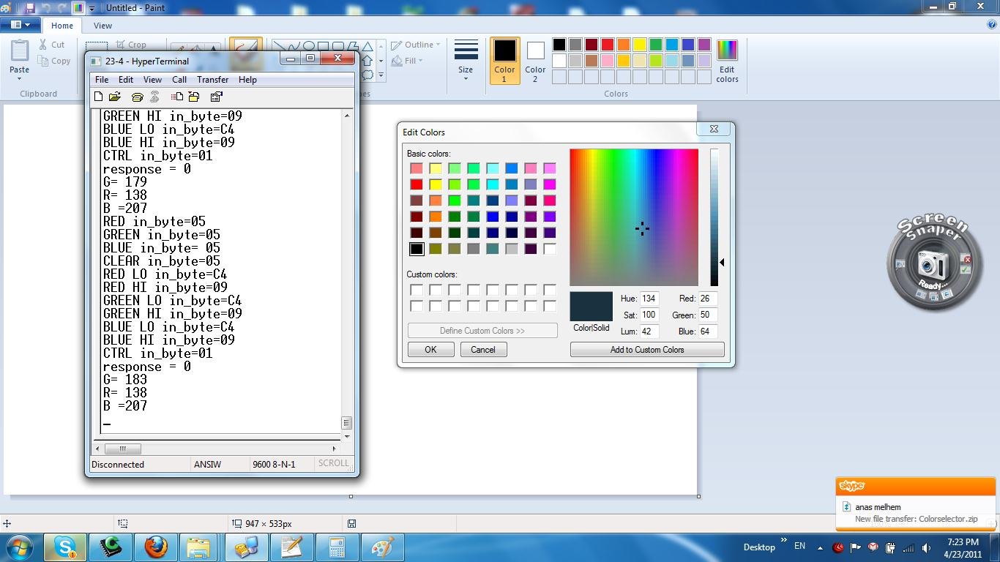 Untitled - Paint
Home
View
Cut
Copy
Paste
Clipboard
Crop
Outline
Fill
Size
Color
1
Color
2
Edit
colors
Colors
23-4 - HyperTerminal
File Edit View Call Transfer Help
GREEN HI in_byte=09
BLUE LO in_byte=C4
BLUE HI in_byte=09
CTRL in_byte=01
response = 0
G= 179
R= 138
B =207
RED in_byte=05
GREEN in_byte=05
BLUE in_byte= 05
CLEAR in_byte=05
RED LO in_byte=C4
RED HI in_byte=09
GREEN LO in_byte=C4
GREEN HI in_byte=09
BLUE LO in_byte=C4
BLUE HI in_byte=09
CTRL in_byte=01
response = 0
G= 183
R= 138
B =207
Disconnected ANSIW 9600 8-N-1 SCROLL
Edit Colors
Basic colors:
Custom colors:
Define Custom Colors >>
OK Cancel
Color|Solid
Hue: 134 Red: 26
Sat: 100 Green: 50
Lum: 42 Blue: 64
Add to Custom Colors
Screen
Snaper
Ready...
skype
anas melhem
New file transfer: Colorselector.zip
947 × 533px
Desktop » EN
7:23 PM
4/23/2011